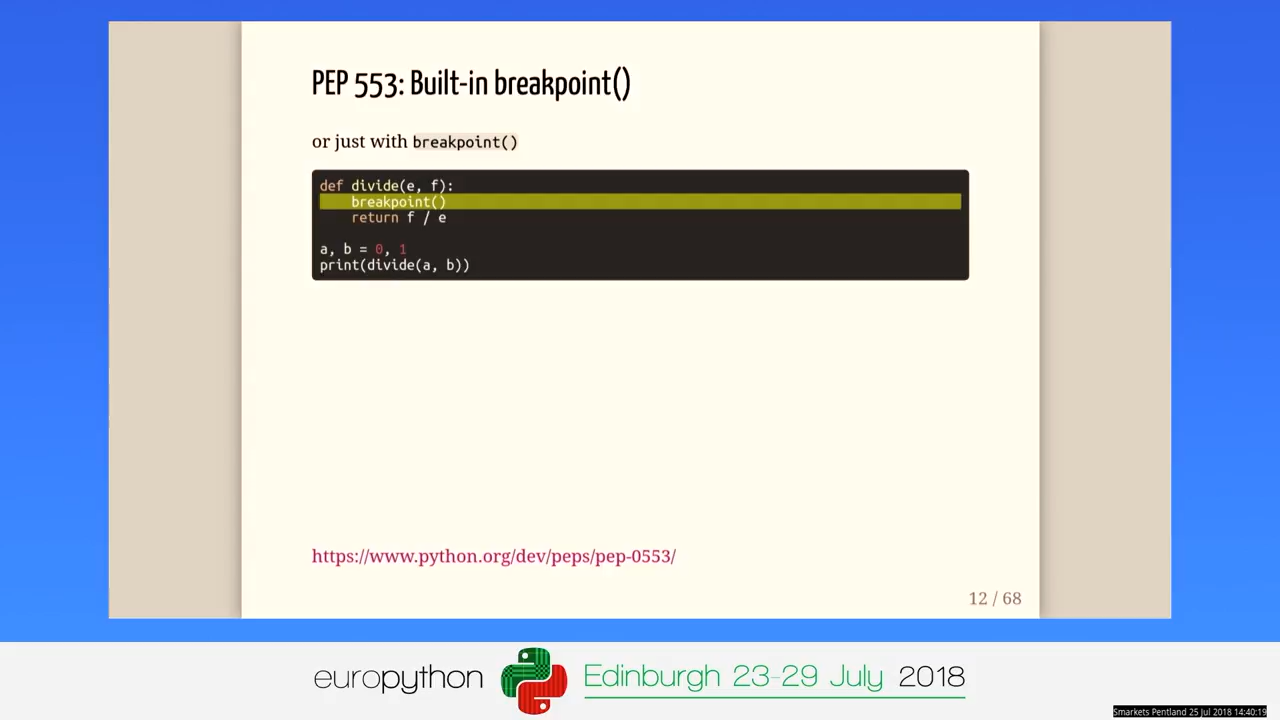 PEP 553: Built-in breakpoint()
or just with breakpoint()
def divide(e, f):
    breakpoint()
    return f / e
a, b = 0, 1
print(divide(a, b))
https://www.python.org/dev/peps/pep-0553/
12 / 68
europython Edinburgh 23-29 July 2018
Smarkets Pentland 25 Jul 2018 14:40:19